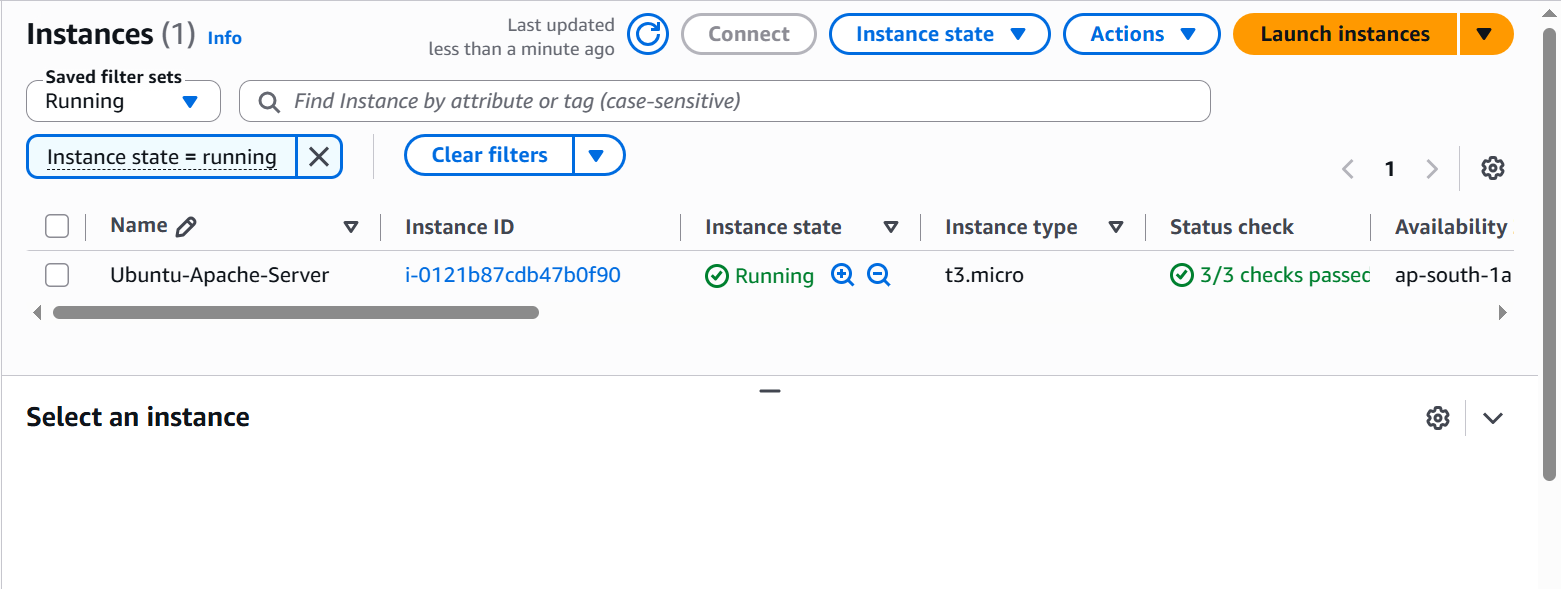 Instances (1) Info
Last updated
less than a minute ago
Connect
Instance state
Actions
Launch instances
Saved filter sets
Running
Find Instance by attribute or tag (case-sensitive)
Instance state = running
Clear filters
1
Name Instance ID Instance state Instance type Status check Availability
Ubuntu-Apache-Server i-0121b87cdb47b0f90 Running t3.micro 3/3 checks passed ap-south-1a
Select an instance